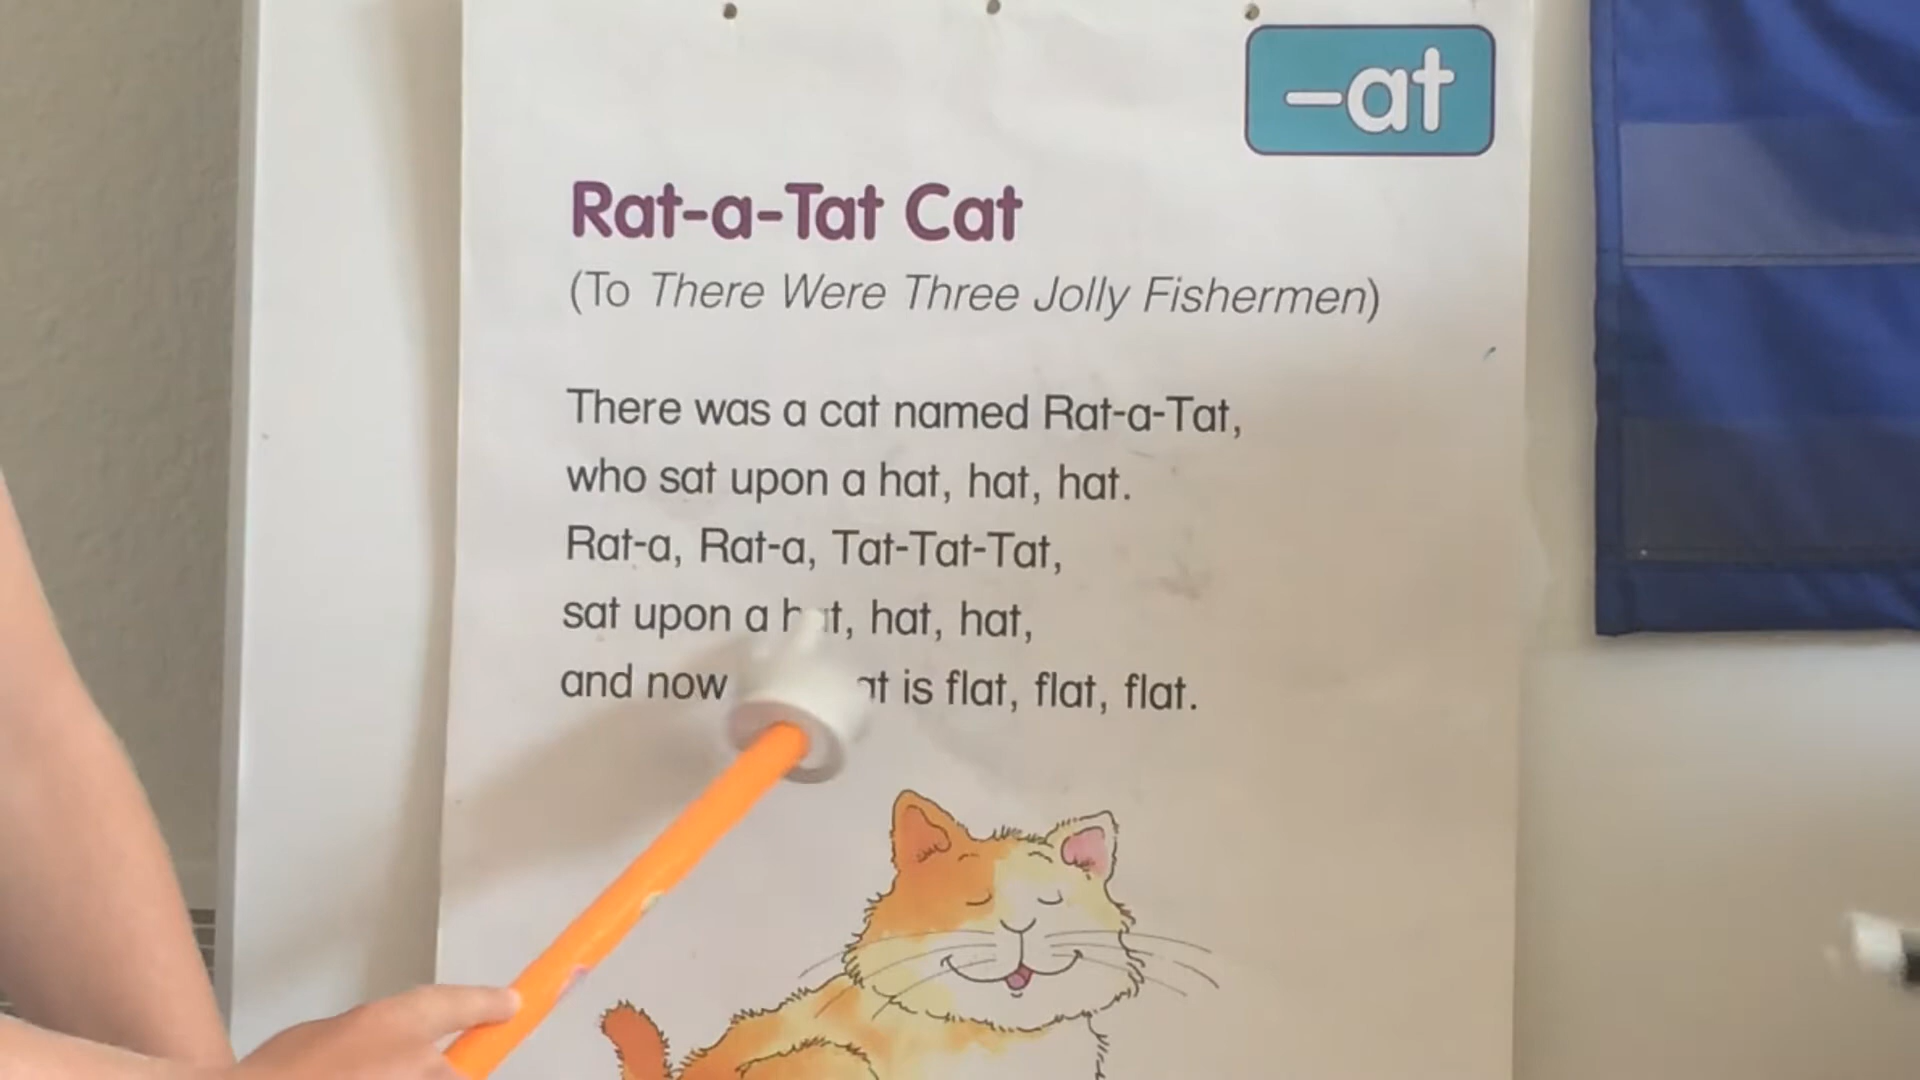 –at
Rat-a-Tat Cat
(To There Were Three Jolly Fishermen)
There was a cat named Rat-a-Tat,
who sat upon a hat, hat, hat.
Rat-a, Rat-a, Tat-Tat-Tat,
sat upon a hat, hat, hat,
and now is flat, flat, flat.